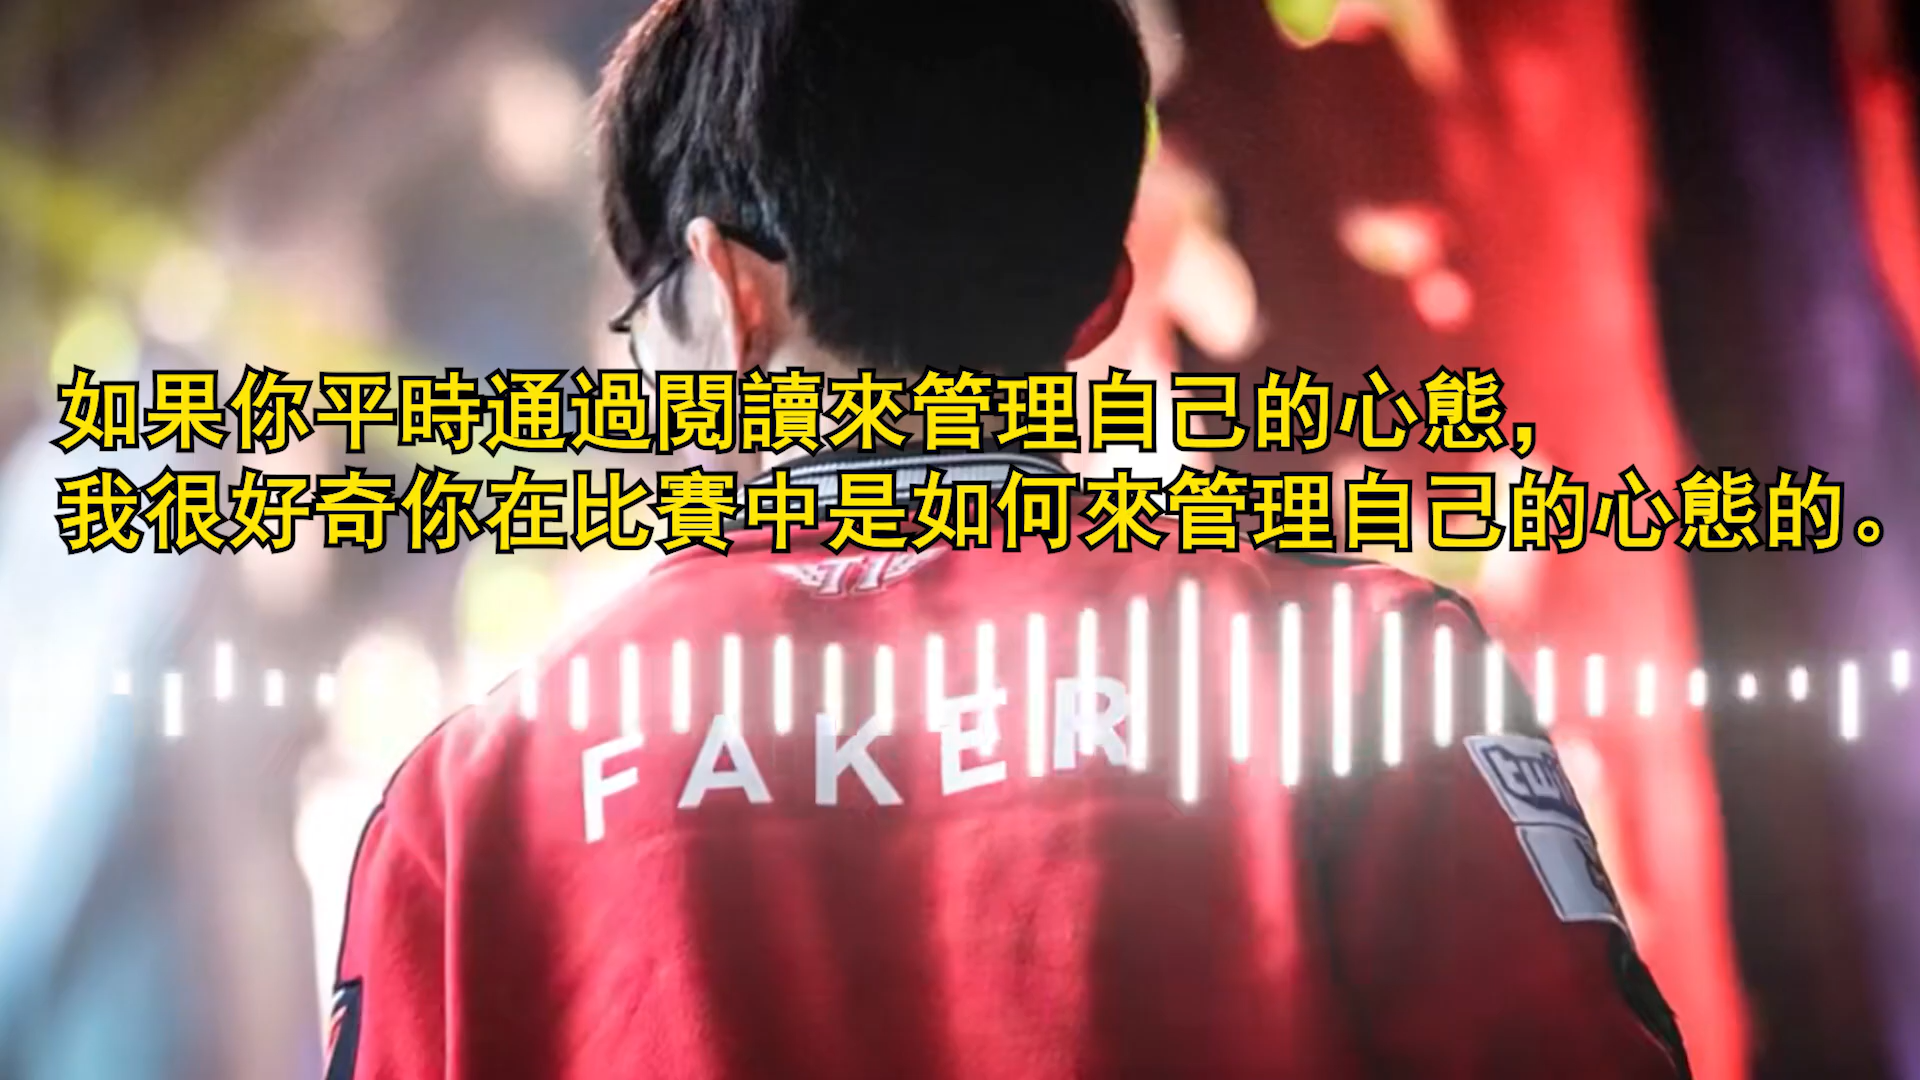 如果你平時通過閱讀來管理自己的心態，
我很好奇你在比賽中是如何來管理自己的心態的。
T1
FAKER